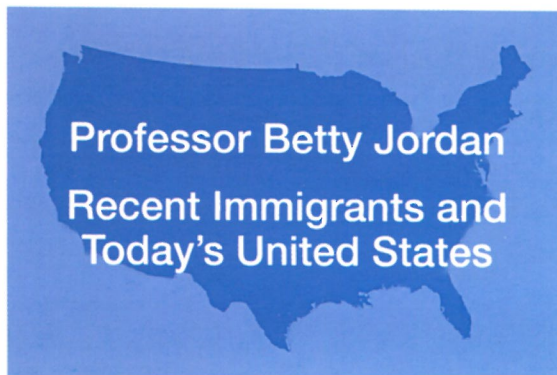 Professor Betty Jordan
Recent Immigrants and
Today's United States